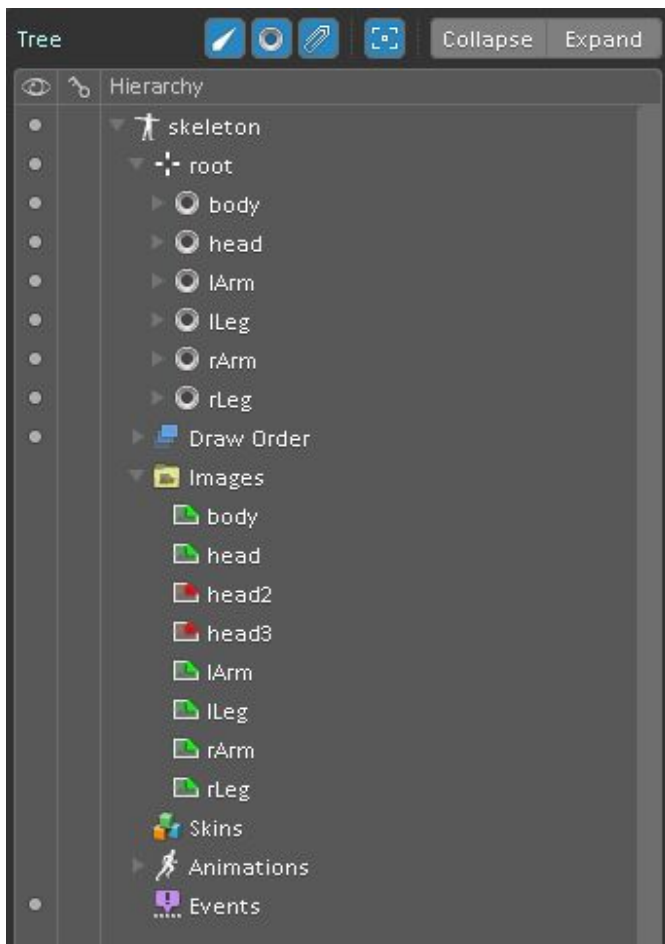 Tree Collapse Expand
Hierarchy
skeleton
root
body
head
lArm
lLeg
rArm
rLeg
Draw Order
Images
body
head
head2
head3
lArm
lLeg
rArm
rLeg
Skins
Animations
Events